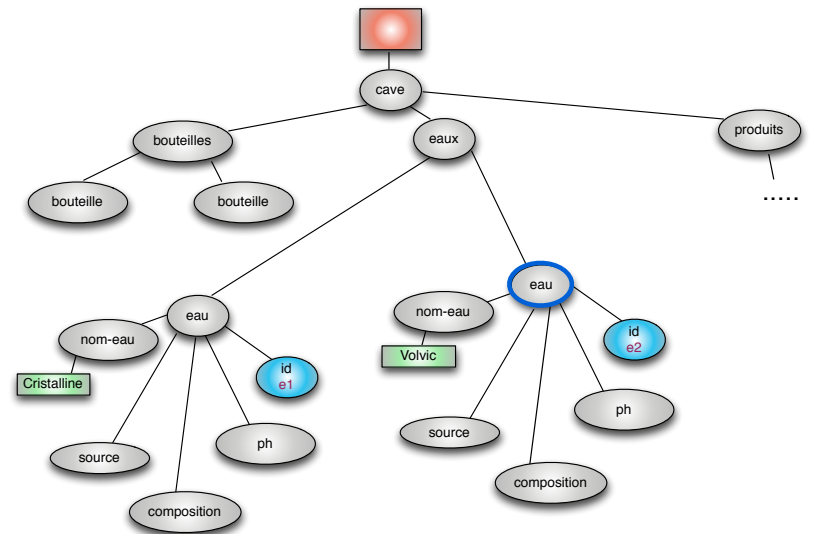 cave
bouteilles
eaux
produits
bouteille
bouteille
.....
eau
nom-eau
Cristalline
id
e1
source
ph
composition
eau
nom-eau
Volvic
id
e2
source
ph
composition